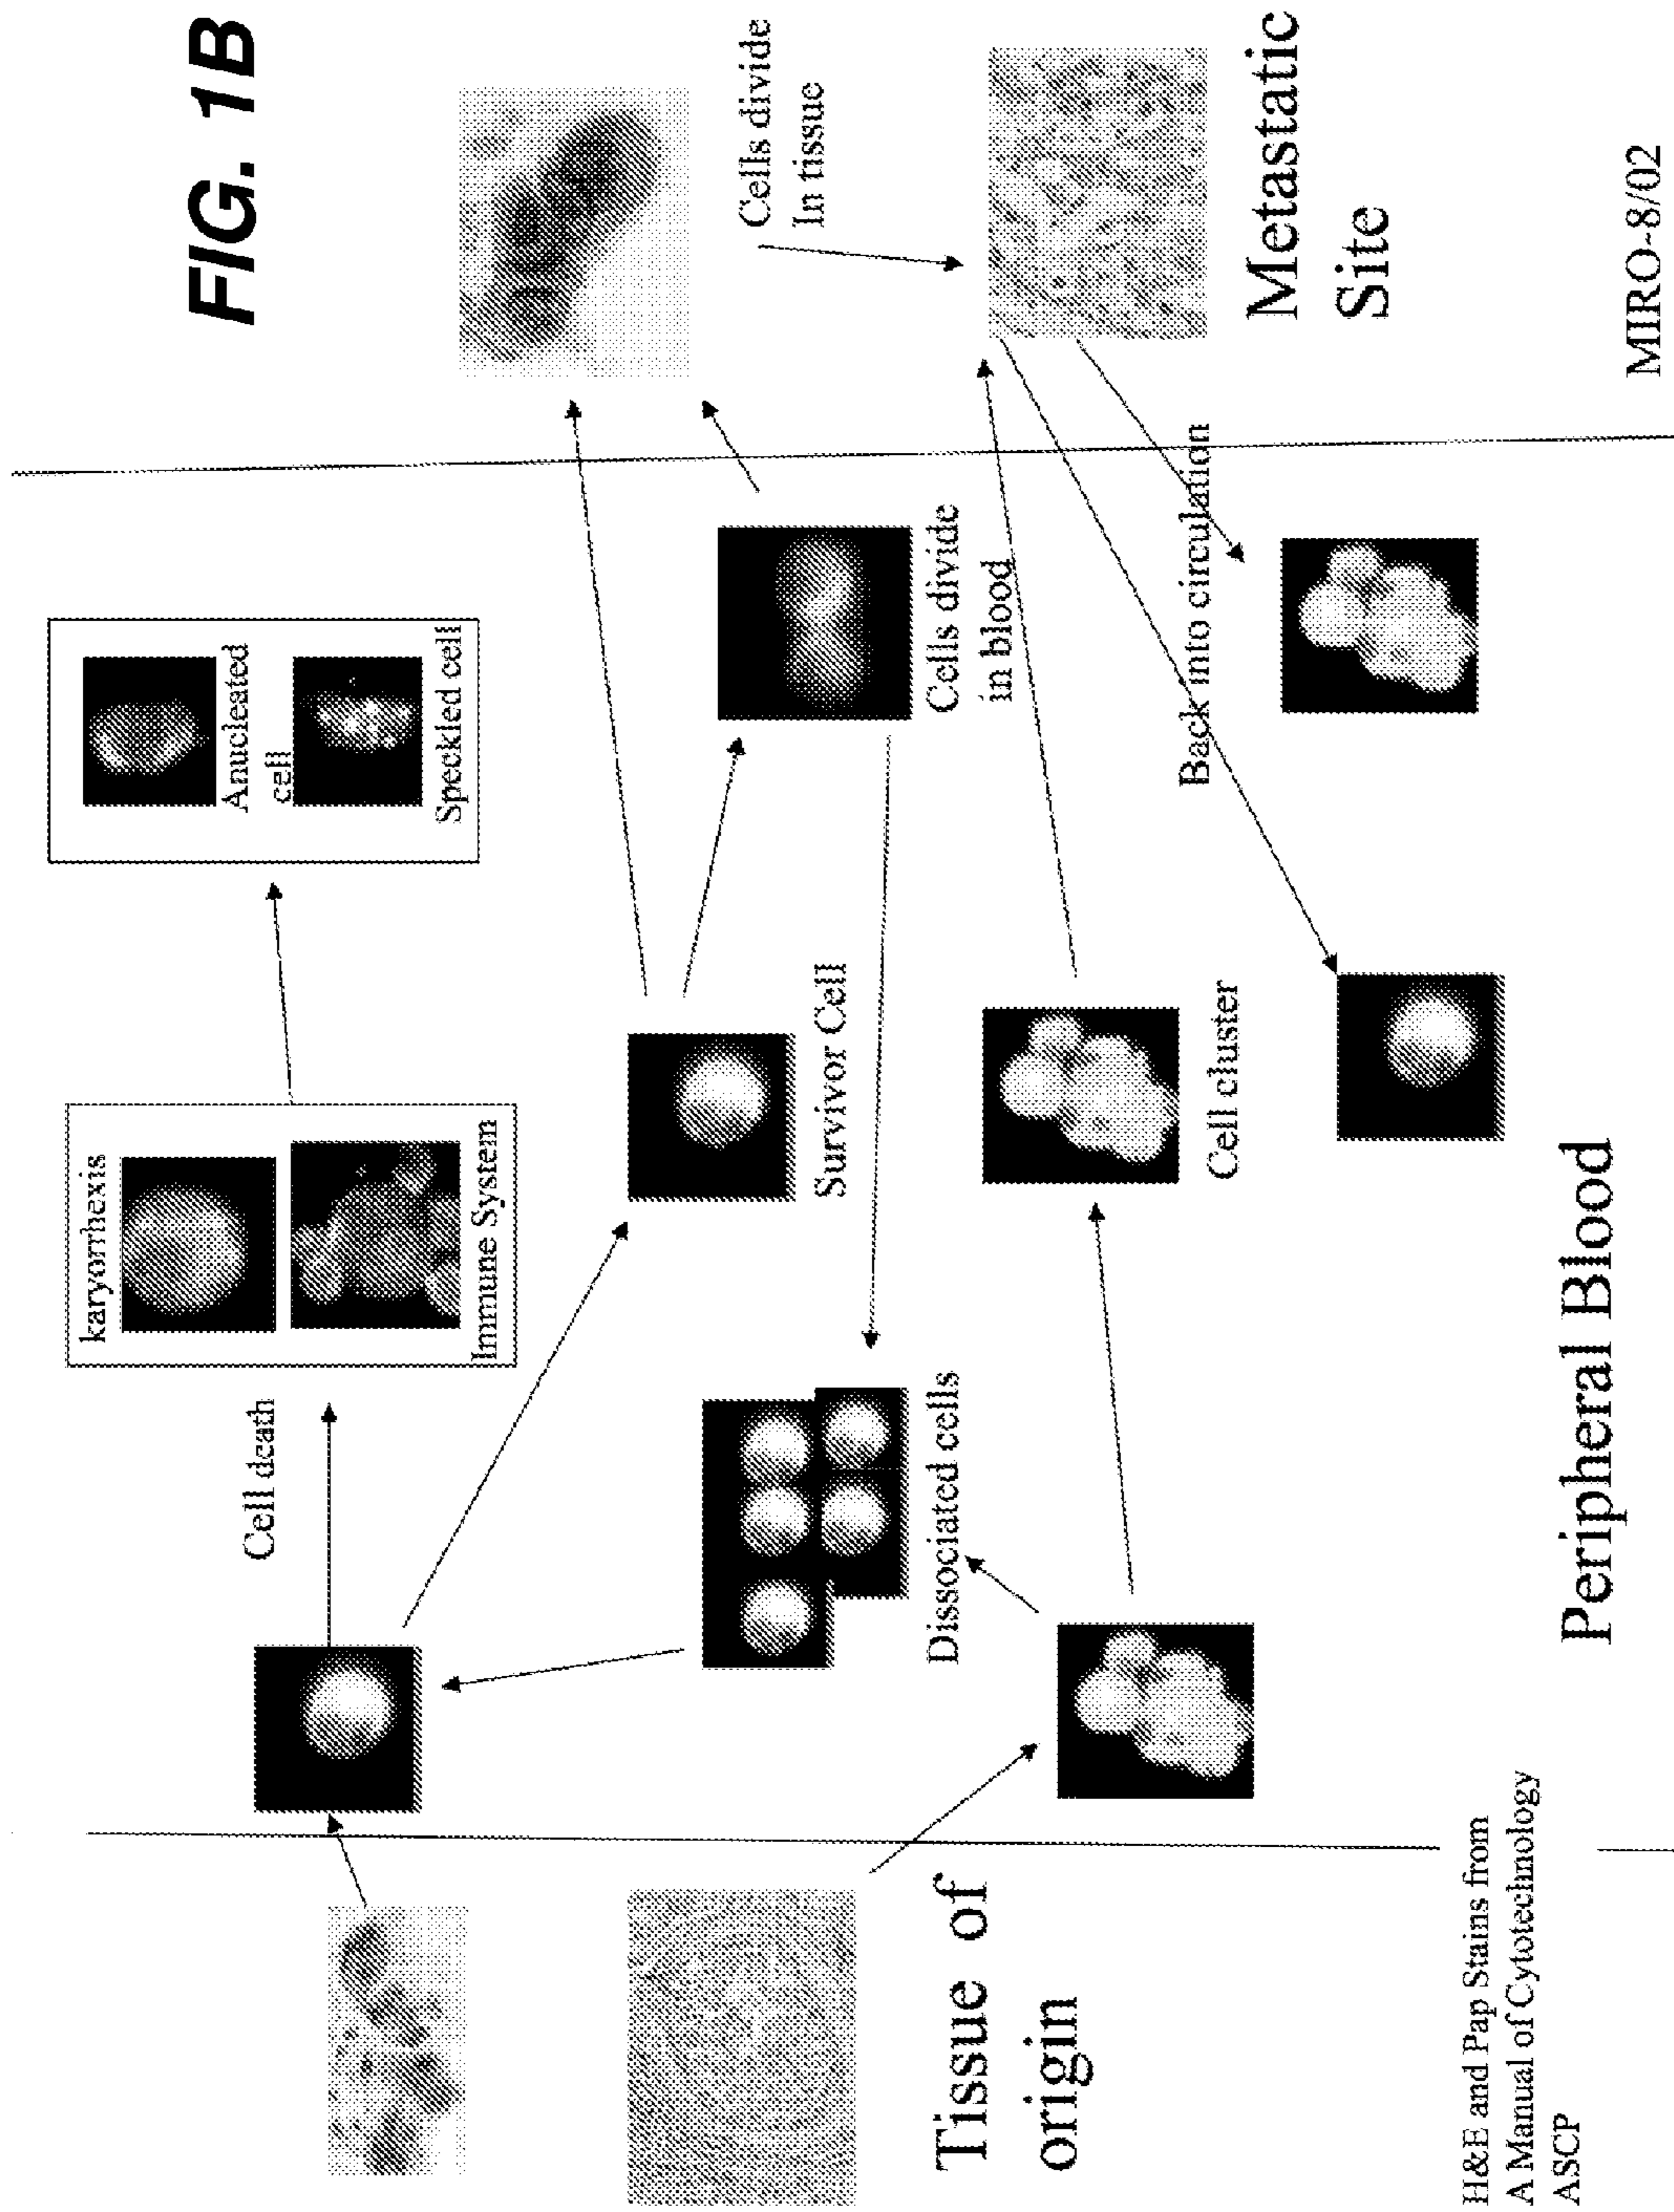 FIG. 1B
karyorrhexis
Immune System
Cell death
Anucleated
cell
Speckled cell
Survivor Cell
Cells divide
in blood
Cells divide
In tissue
Dissociated cells
Cell cluster
Back into circulation
Tissue of
origin
Peripheral Blood
Metastatic
Site
H&E and Pap Stains from
A Manual of Cytotechnology
ASCP
MIRO-8/02